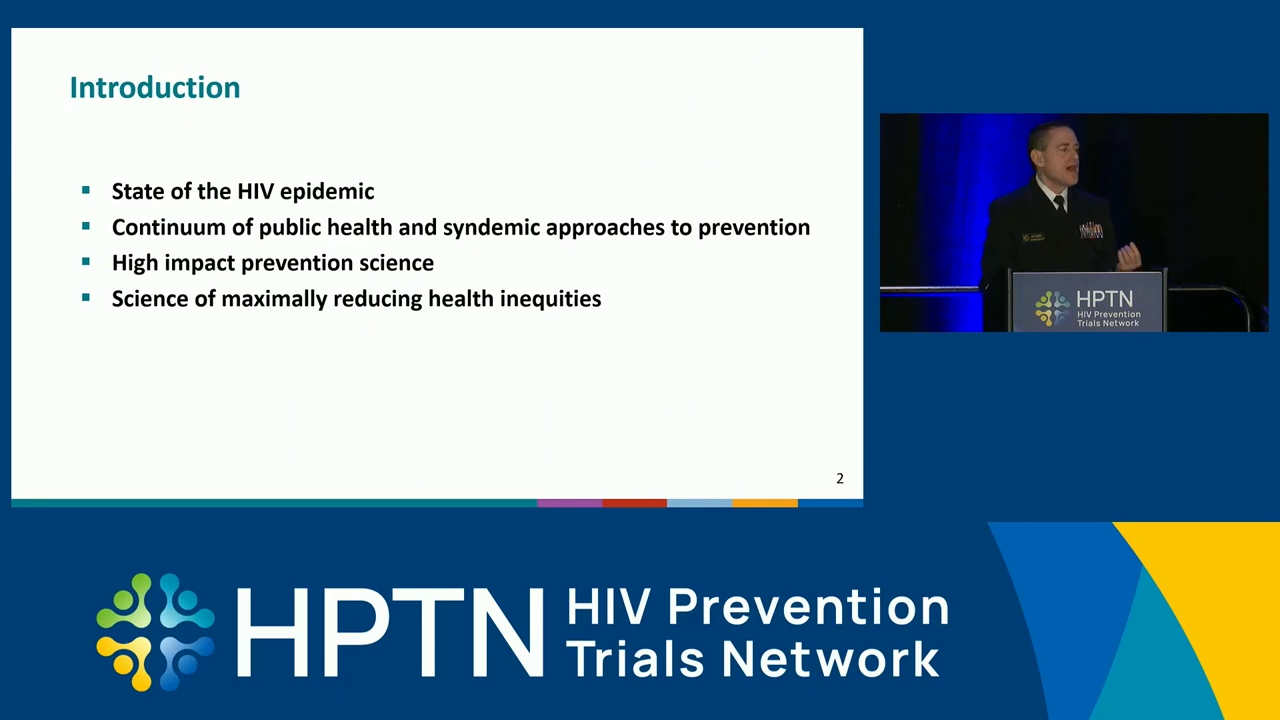 Introduction
State of the HIV epidemic
Continuum of public health and syndemic approaches to prevention
High impact prevention science
Science of maximally reducing health inequities
2
HPTN
HIV Prevention
Trials Network
HPTN
HIV Prevention
Trials Network